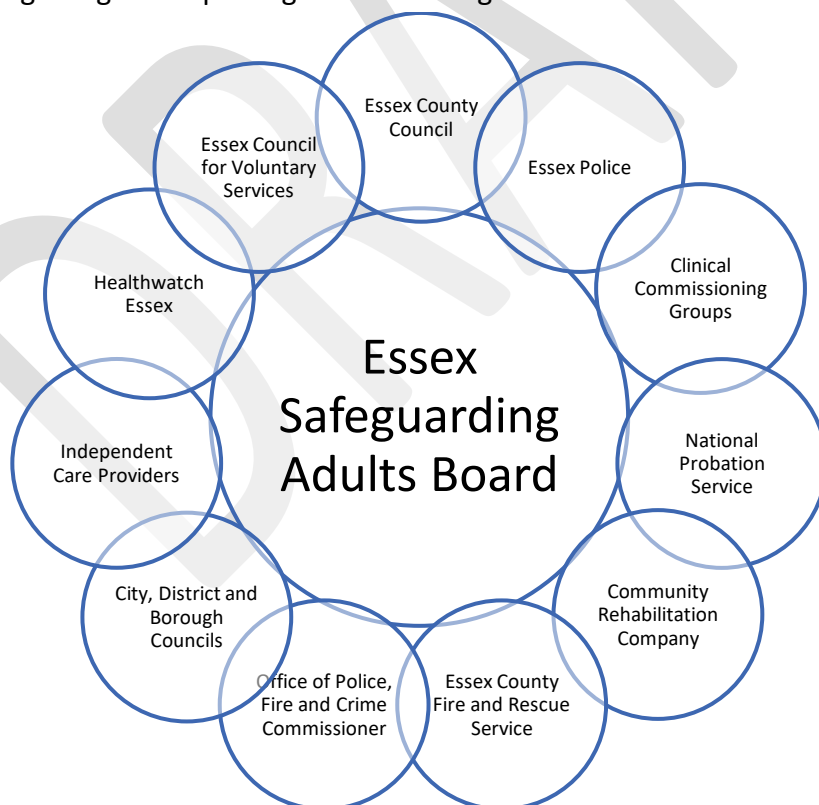 Essex County
Council
Essex Police
Clinical
Commissioning
Groups
National
Probation
Service
Community
Rehabilitation
Company
Essex County
Fire and Rescue
Service
Office of Police,
Fire and Crime
Commissioner
City, District and
Borough
Councils
Independent
Care Providers
Healthwatch
Essex
Essex Council
for Voluntary
Services
Essex
Safeguarding
Adults Board